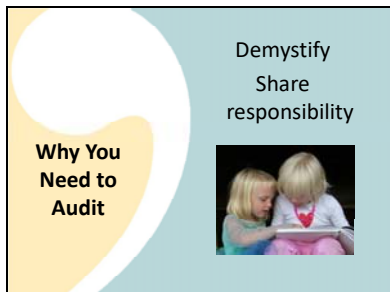 Why You
Need to
Audit
Demystify
Share
responsibility